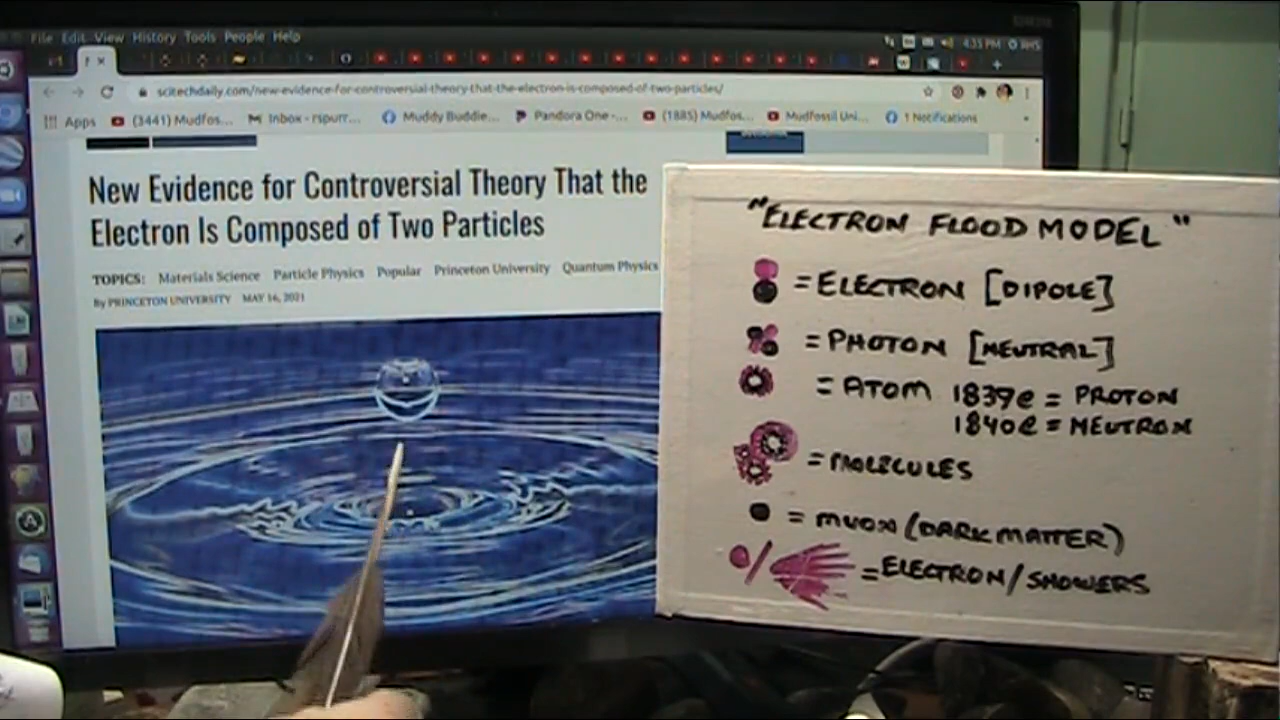 File Edit View History Tools People Help
4:35 PM
scitechdaily.com/new-evidence-for-controversial-theory-that-the-electron-is-composed-of-two-particles/
Apps (3441) Mudfos... Inbox - rspurr... Muddy Buddie... Pandora One -... (1885) Mudfos... Mudfossil Uni... 1 Notifications
New Evidence for Controversial Theory That the
Electron Is Composed of Two Particles
TOPICS: Materials Science Particle Physics Popular Princeton University Quantum Physics
By PRINCETON UNIVERSITY MAY 16, 2021
"ELECTRON FLOOD MODEL"
= ELECTRON [DIPOLE]
= PHOTON [NEUTRAL]
= ATOM 1839e = PROTON
1840e = NEUTRON
= MOLECULES
= MUON (DARK MATTER)
= ELECTRON/SHOWERS